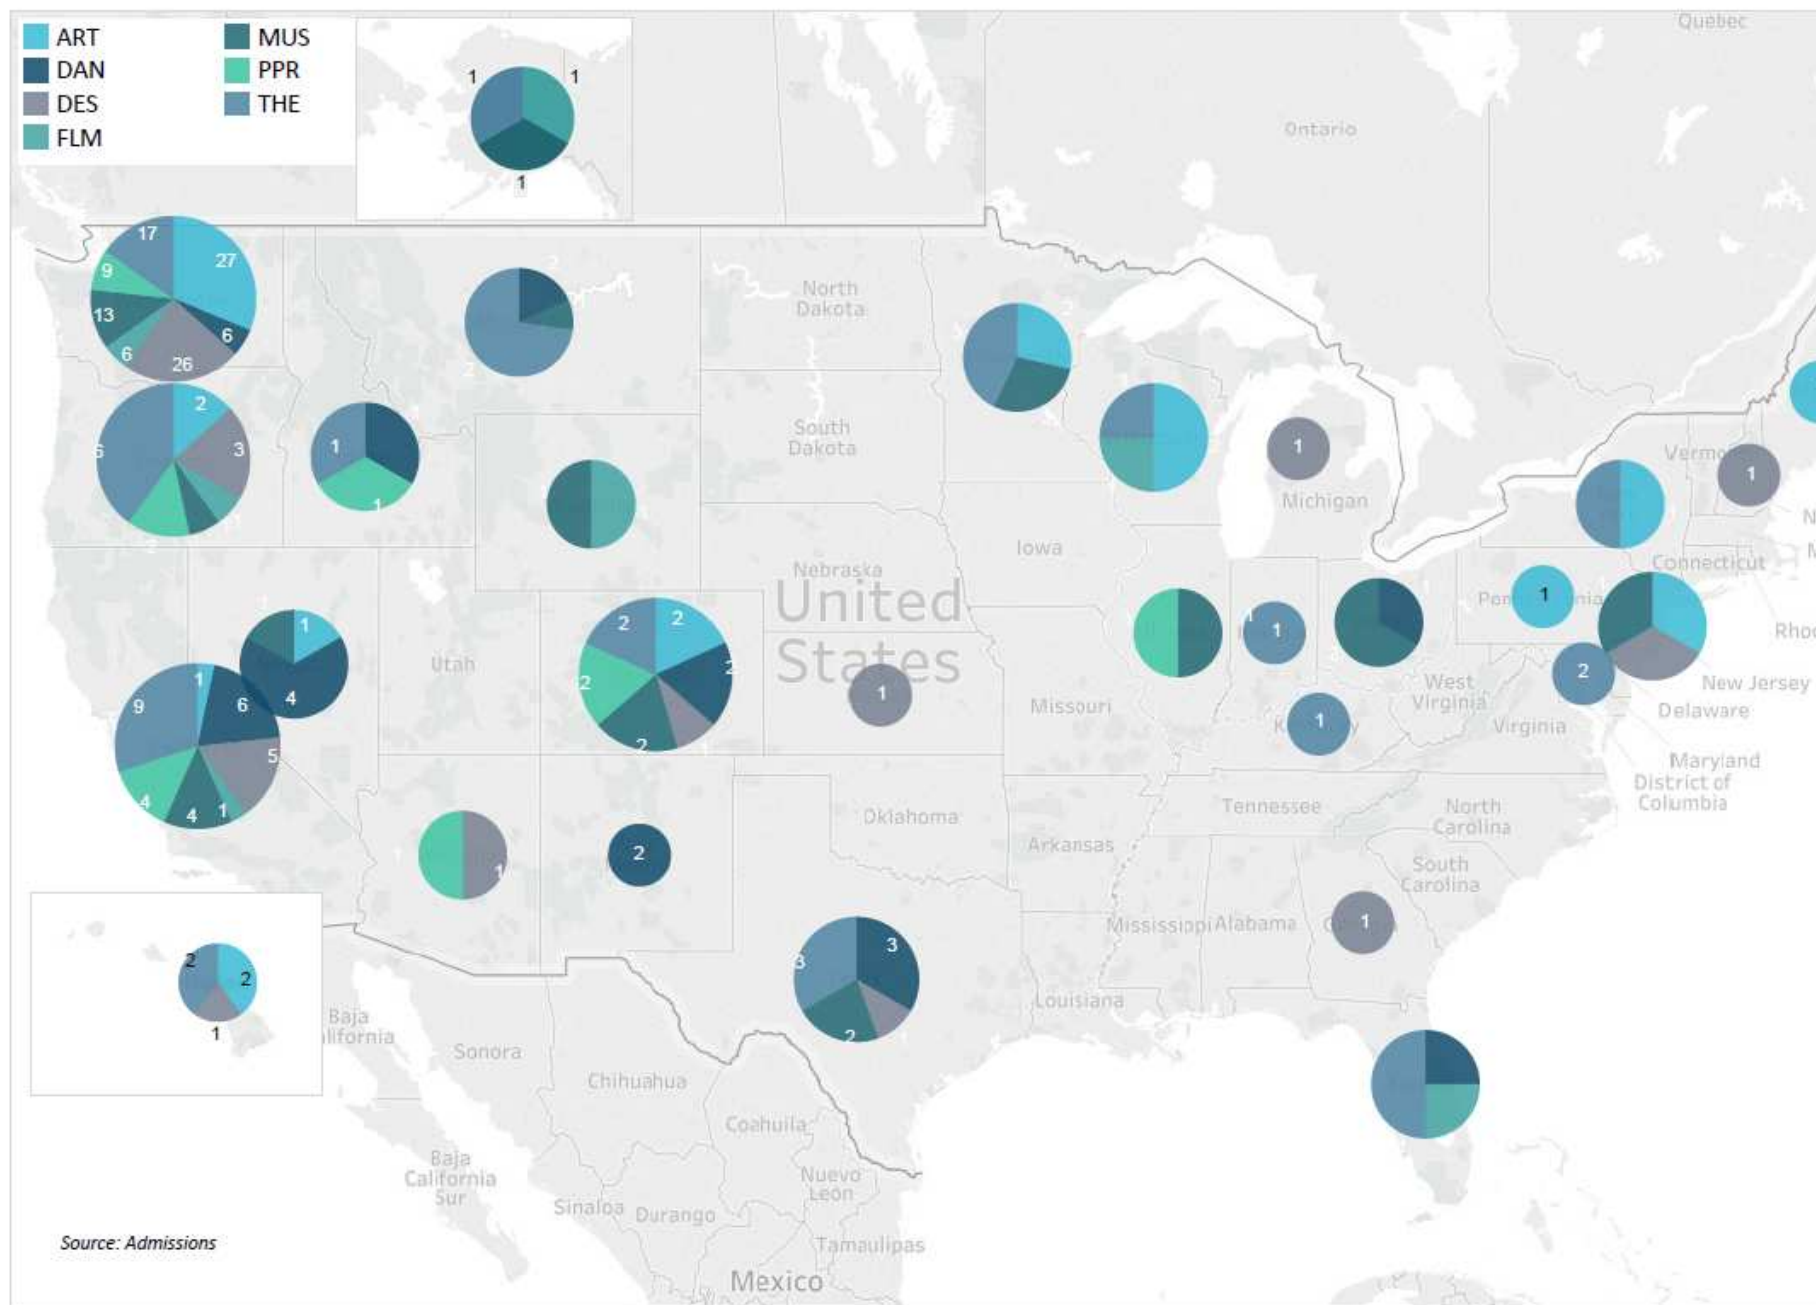 ART
MUS
DAN
PPR
DES
THE
FLM
1
1
1
Quebec
Ontario
17
27
9
13
6
6
26
North
Dakota
2
3
6
1
1
South
Dakota
1
Michigan
1
Iowa
Nebraska
Connecticut
United
States
1
4
Utah
2
2
2
2
2
1
Missouri
1
1
1
2
West
Virginia
Virginia
New Jersey
Delaware
Maryland
District of
Columbia
1
6
9
5
4
4
1
1
2
Oklahoma
Arkansas
Tennessee
North
Carolina
South
Carolina
Mississippi
Alabama
1
Louisiana
3
3
2
2
2
1
Baja
Sonora
Chihuahua
Coahuila
Baja
California
Sur
Nuevo
León
Sinaloa
Durango
Tamaulipas
Mexico
Source: Admissions